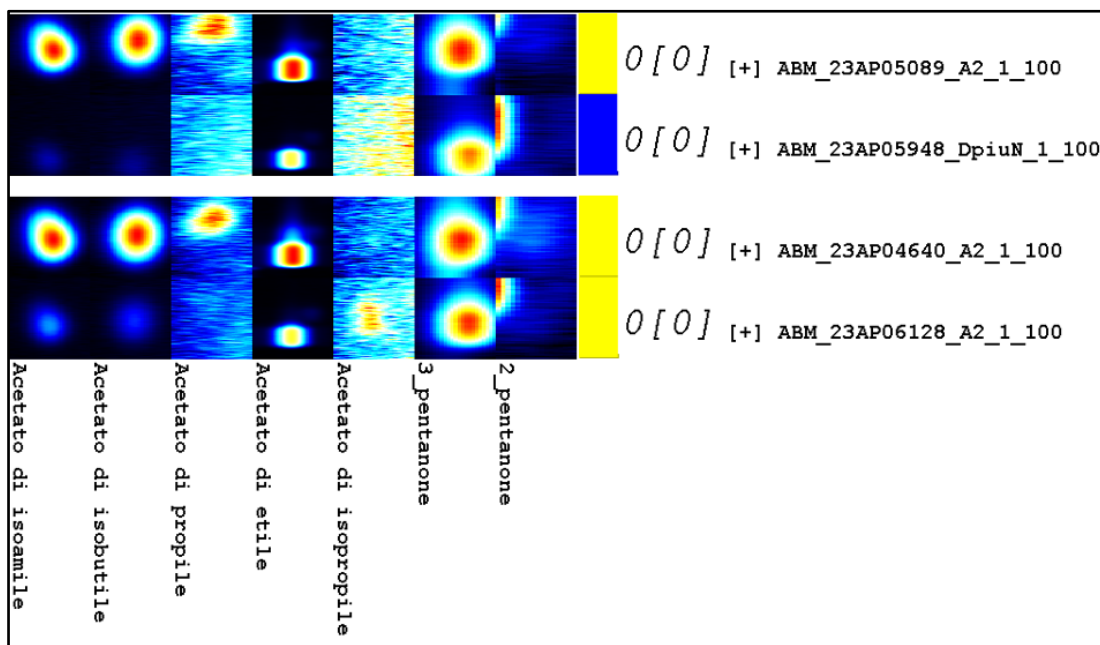 0[0] [+] ABM_23AP05089_A2_1_100
0[0] [+] ABM_23AP05948_DpiuN_1_100
0[0] [+] ABM_23AP04640_A2_1_100
0[0] [+] ABM_23AP06128_A2_1_100
Acetato di isoamile
Acetato di isobutile
Acetato di propile
Acetato di etile
Acetato di isopropile
3_pentanone
2_pentanone